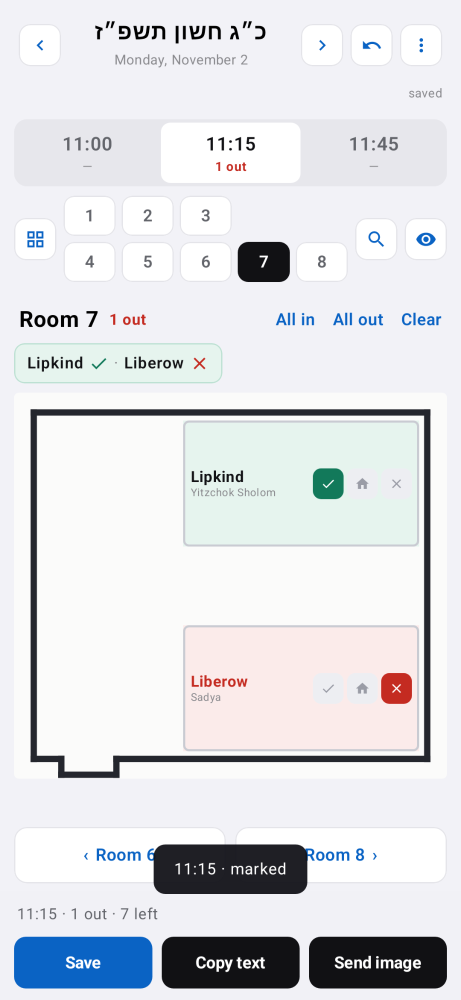 כ״ג חשוון תשפ״ז
Monday, November 2
saved
11:00 11:15 11:45
– 1 out –
1 2 3
4 5 6 7 8
Room 7 1 out All in All out Clear
Lipkind · Liberow
Lipkind
Yitzchok Sholom
Liberow
Sadya
‹ Room 6 Room 8 ›
11:15 · marked
11:15 · 1 out · 7 left
Save Copy text Send image